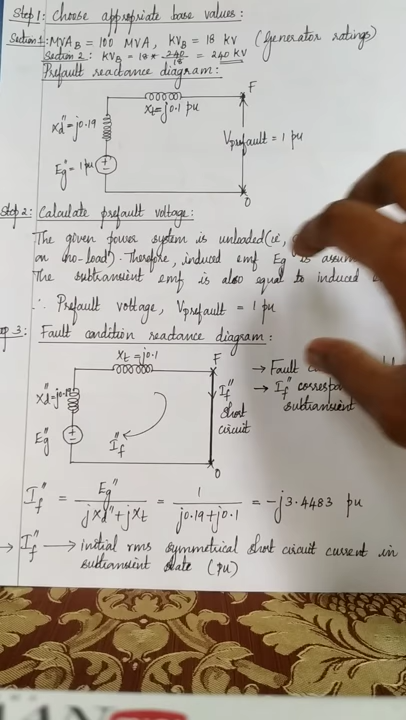 Step 1: Choose appropriate base values:
Section 1: MVA_B = 100 MVA, KV_B = 18 KV (Generator ratings)
Section 2: KV_B = 18 * 240/18 = 240 KV
Prefault reactance diagram:
F
X_t = j0.1 pu
X_d'' = j0.19
V_prefault = 1 pu
E_g'' = 1 pu
O
Step 2: Calculate prefault voltage:
The given power system is unloaded (ie,
on no-load). Therefore, induced emf Eg is
The subtransient emf is also equal to induced
∴ Prefault voltage, V_prefault = 1 pu
3: Fault condition reactance diagram:
X_t = j0.1
F
→ Fault
X_d'' = j0.19
I_f''
→ I_f''
Short
subtransient
circuit
E_g''
I_f''
O
I_f'' = E_g'' / (jX_d'' + jX_t) = 1 / (j0.19 + j0.1) = -j3.4483 pu
→ I_f'' → initial rms symmetrical short circuit current in
subtransient state (pu)